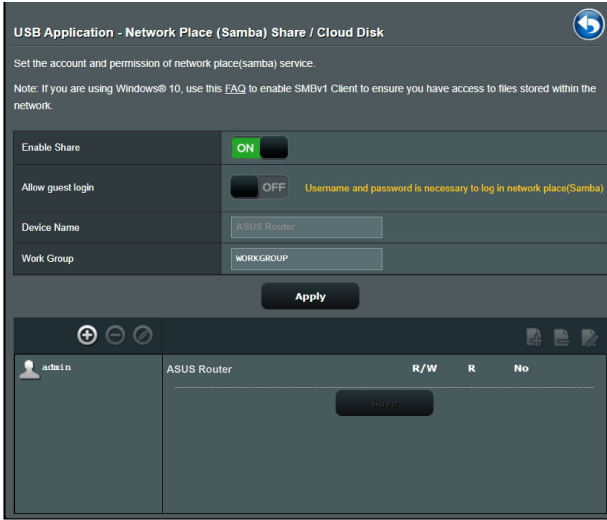 USB Application - Network Place (Samba) Share / Cloud Disk
Set the account and permission of network place(samba) service.
Note: If you are using Windows® 10, use this FAQ to enable SMBv1 Client to ensure you have access to files stored within the
network.
Enable Share ON
Allow guest login OFF Username and password is necessary to log in network place(Samba)
Device Name ASUS Router
Work Group WORKGROUP
Apply
admin ASUS Router R/W R No
Save